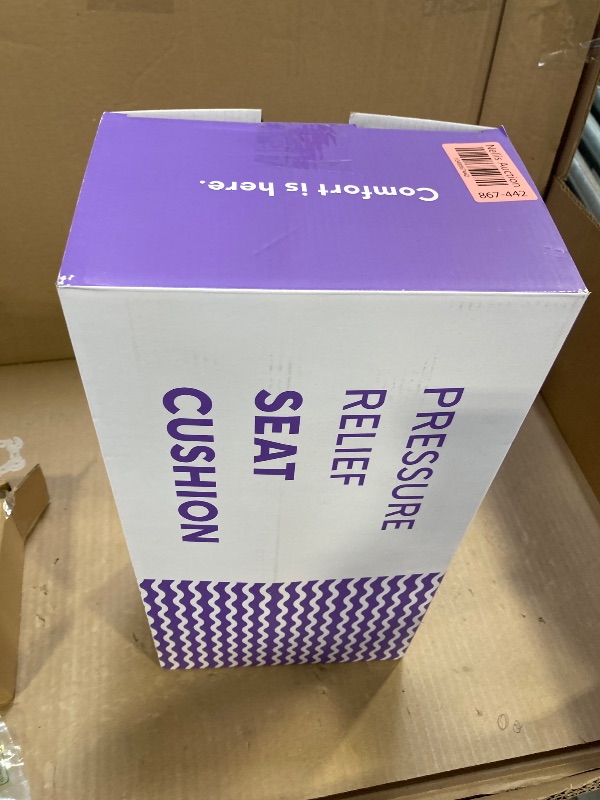 Comfort is here.
Nellis Auction
867-442
PRESSURE
RELIEF
SEAT
CUSHION